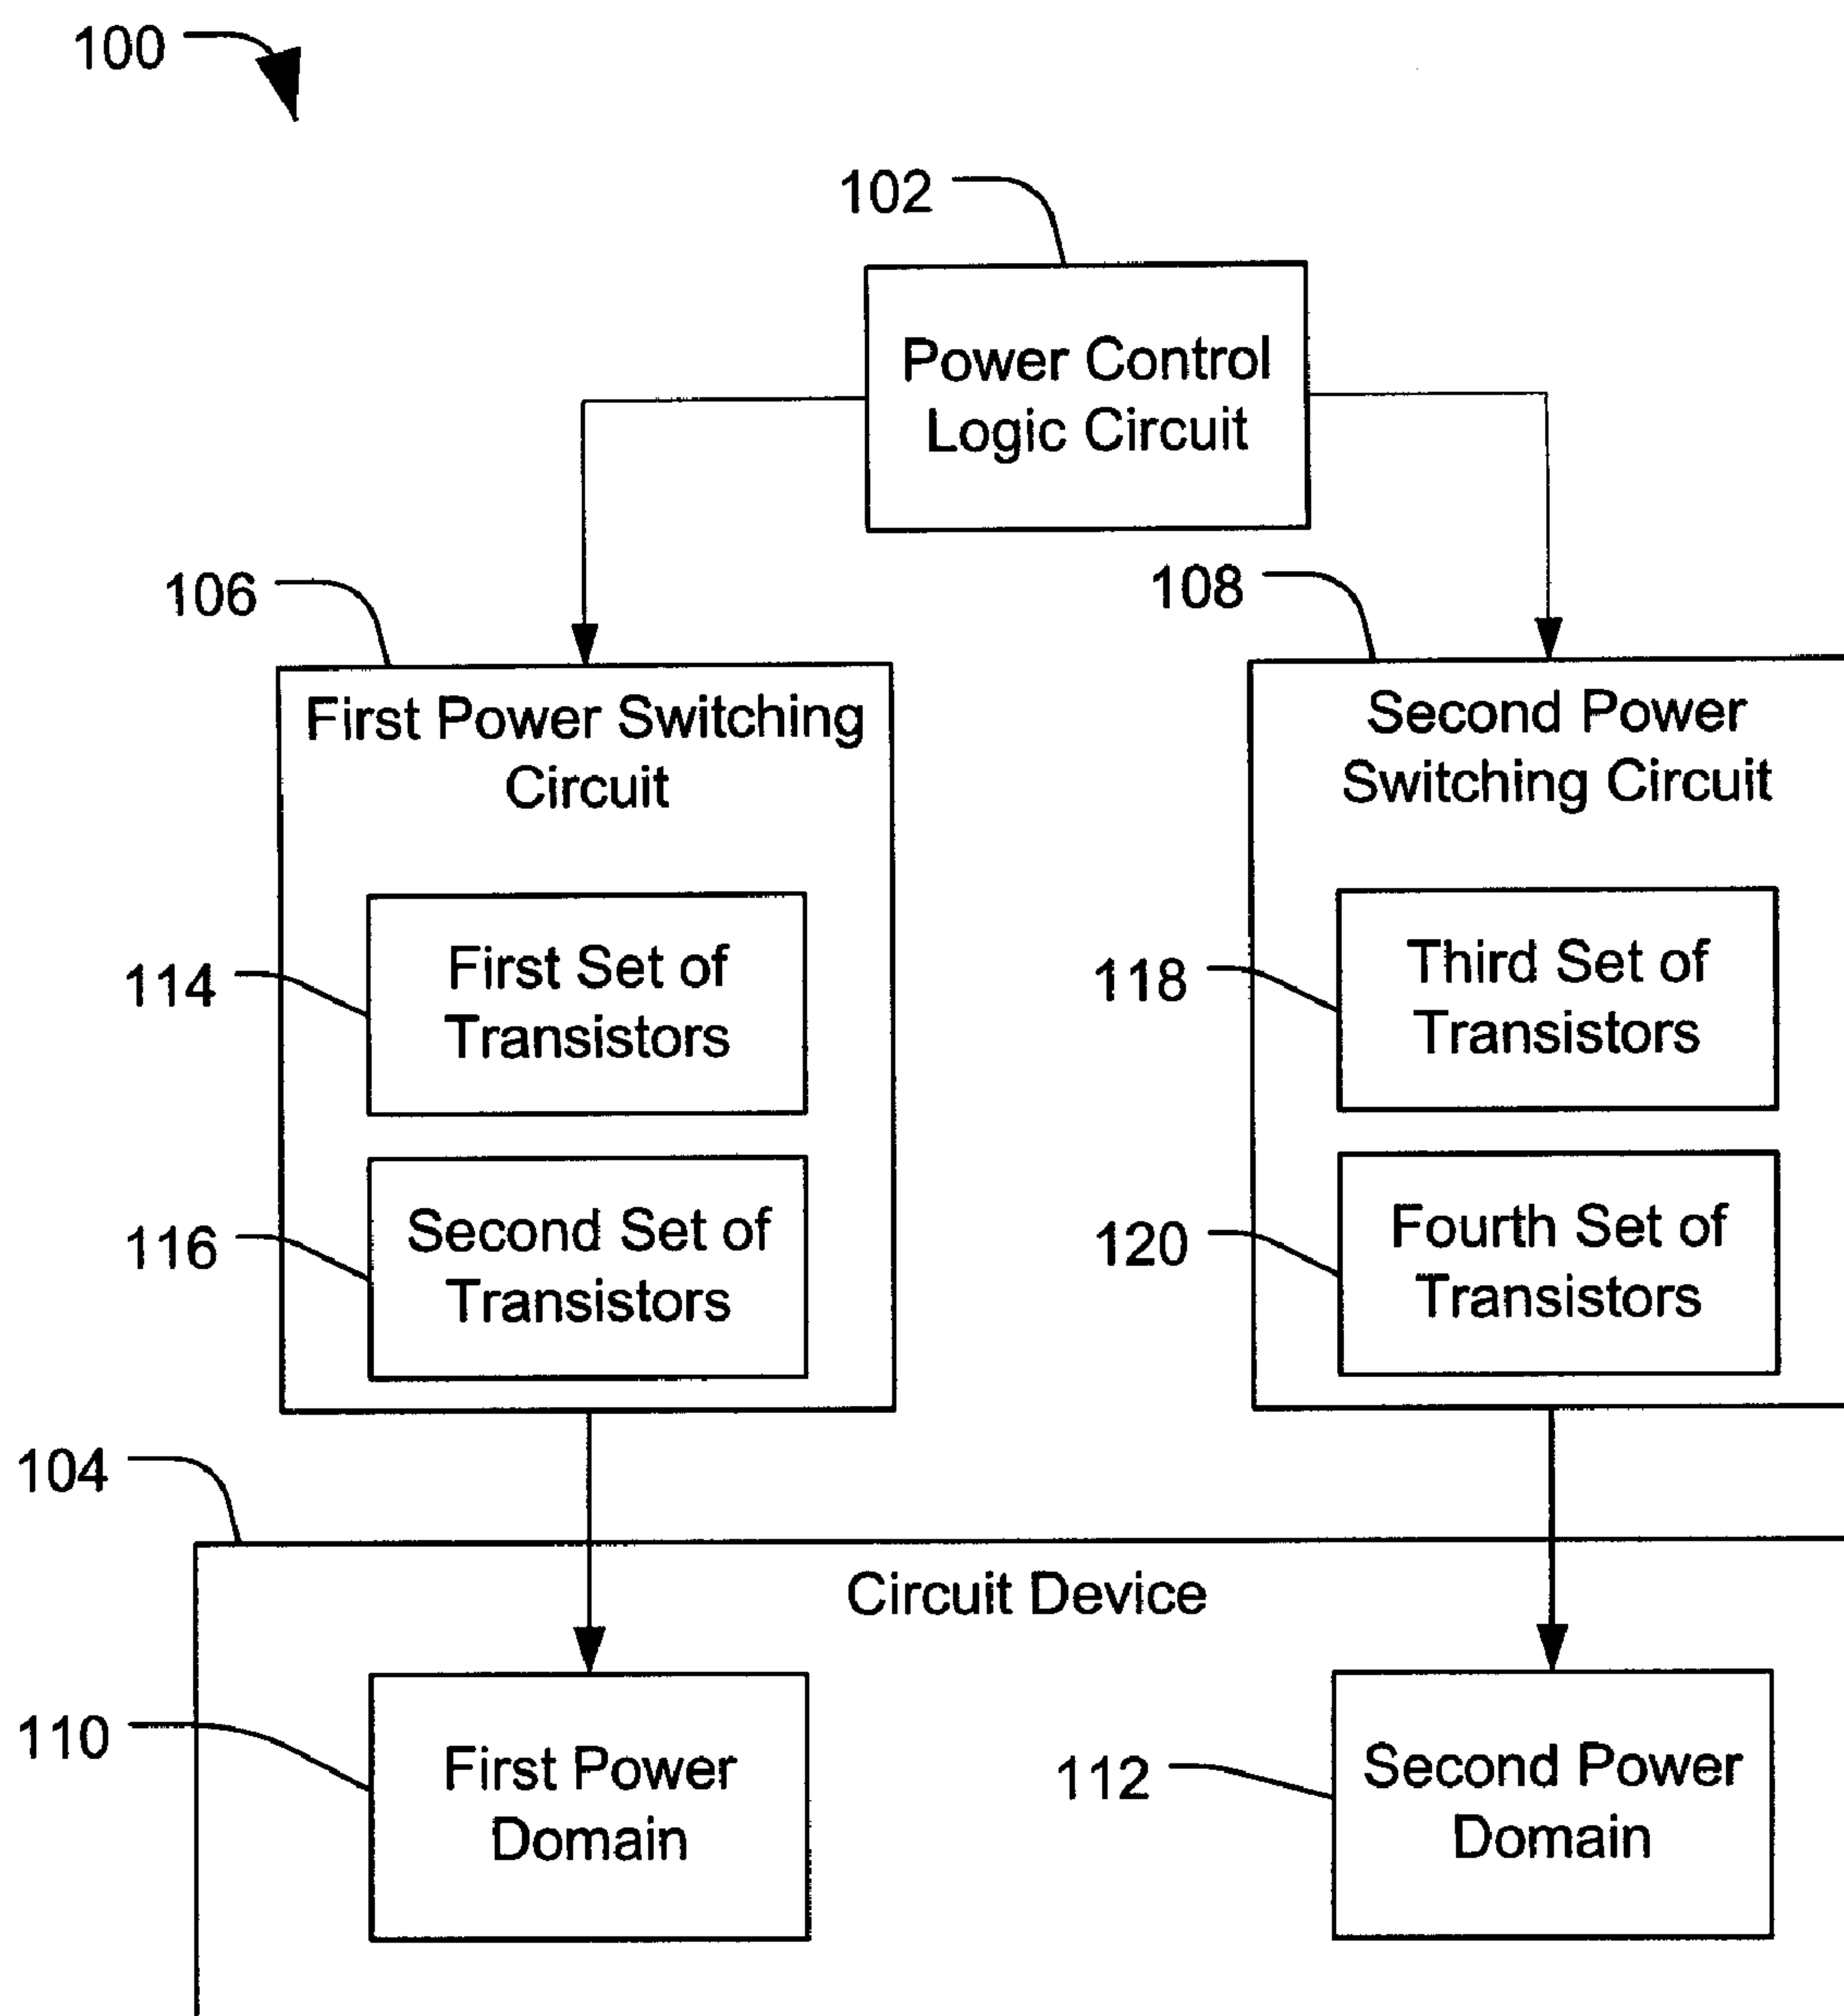 100
102
Power Control
Logic Circuit
106
108
First Power Switching
Circuit
Second Power
Switching Circuit
114
First Set of
Transistors
118
Third Set of
Transistors
116
Second Set of
Transistors
120
Fourth Set of
Transistors
104
Circuit Device
110
First Power
Domain
112
Second Power
Domain